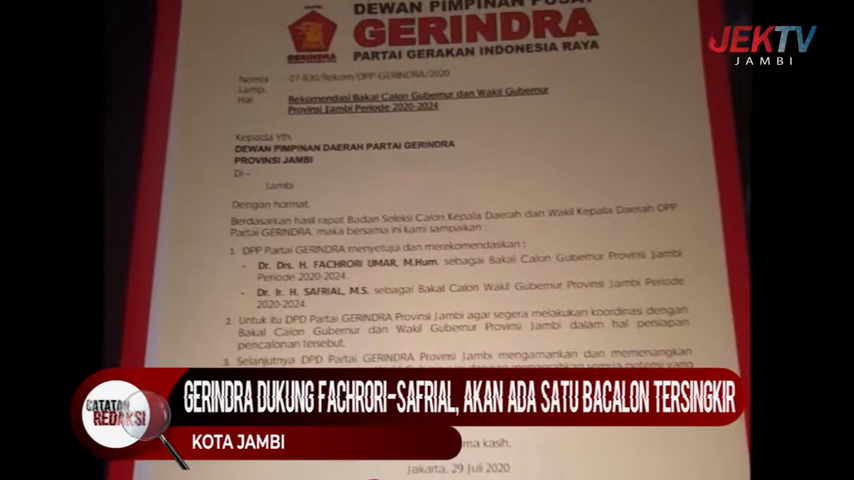 DEWAN PIMPINAN PUSAT
GERINDRA
PARTAI GERAKAN INDONESIA RAYA
JEKTV
JAMBI
Nomor 07-830/Rekom/DPP-GERINDRA/2020
Lamp.
Hal Rekomendasi Bakal Calon Gubernur dan Wakil Gubernur
Provinsi Jambi Periode 2020-2024
Kepada Yth.
DEWAN PIMPINAN DAERAH PARTAI GERINDRA
PROVINSI JAMBI
Di -
Jambi
Dengan hormat,
Berdasarkan hasil rapat Badan Seleksi Calon Kepala Daerah dan Wakil Kepala Daerah DPP
Partai GERINDRA, maka bersama ini kami sampaikan :
1. DPP Partai GERINDRA menyetujui dan merekomendasikan :
- Dr. Drs. H. FACHRORI UMAR, M.Hum. sebagai Bakal Calon Gubernur Provinsi Jambi
Periode 2020-2024.
- Dr. Ir. H. SAFRIAL, M.S. sebagai Bakal Calon Wakil Gubernur Provinsi Jambi Periode
2020-2024.
2. Untuk itu DPD Partai GERINDRA Provinsi Jambi agar segera melakukan koordinasi dengan
Bakal Calon Gubernur dan Wakil Gubernur Provinsi Jambi dalam hal persiapan
pencalonan tersebut.
3. Selanjutnya DPD Partai GERINDRA Provinsi Jambi mengamankan dan memenangkan
semua potensi yang
CATATAN
REDAKSI
GERINDRA DUKUNG FACHRORI-SAFRIAL, AKAN ADA SATU BACALON TERSINGKIR
KOTA JAMBI
ma kasih.
Jakarta, 29 Juli 2020